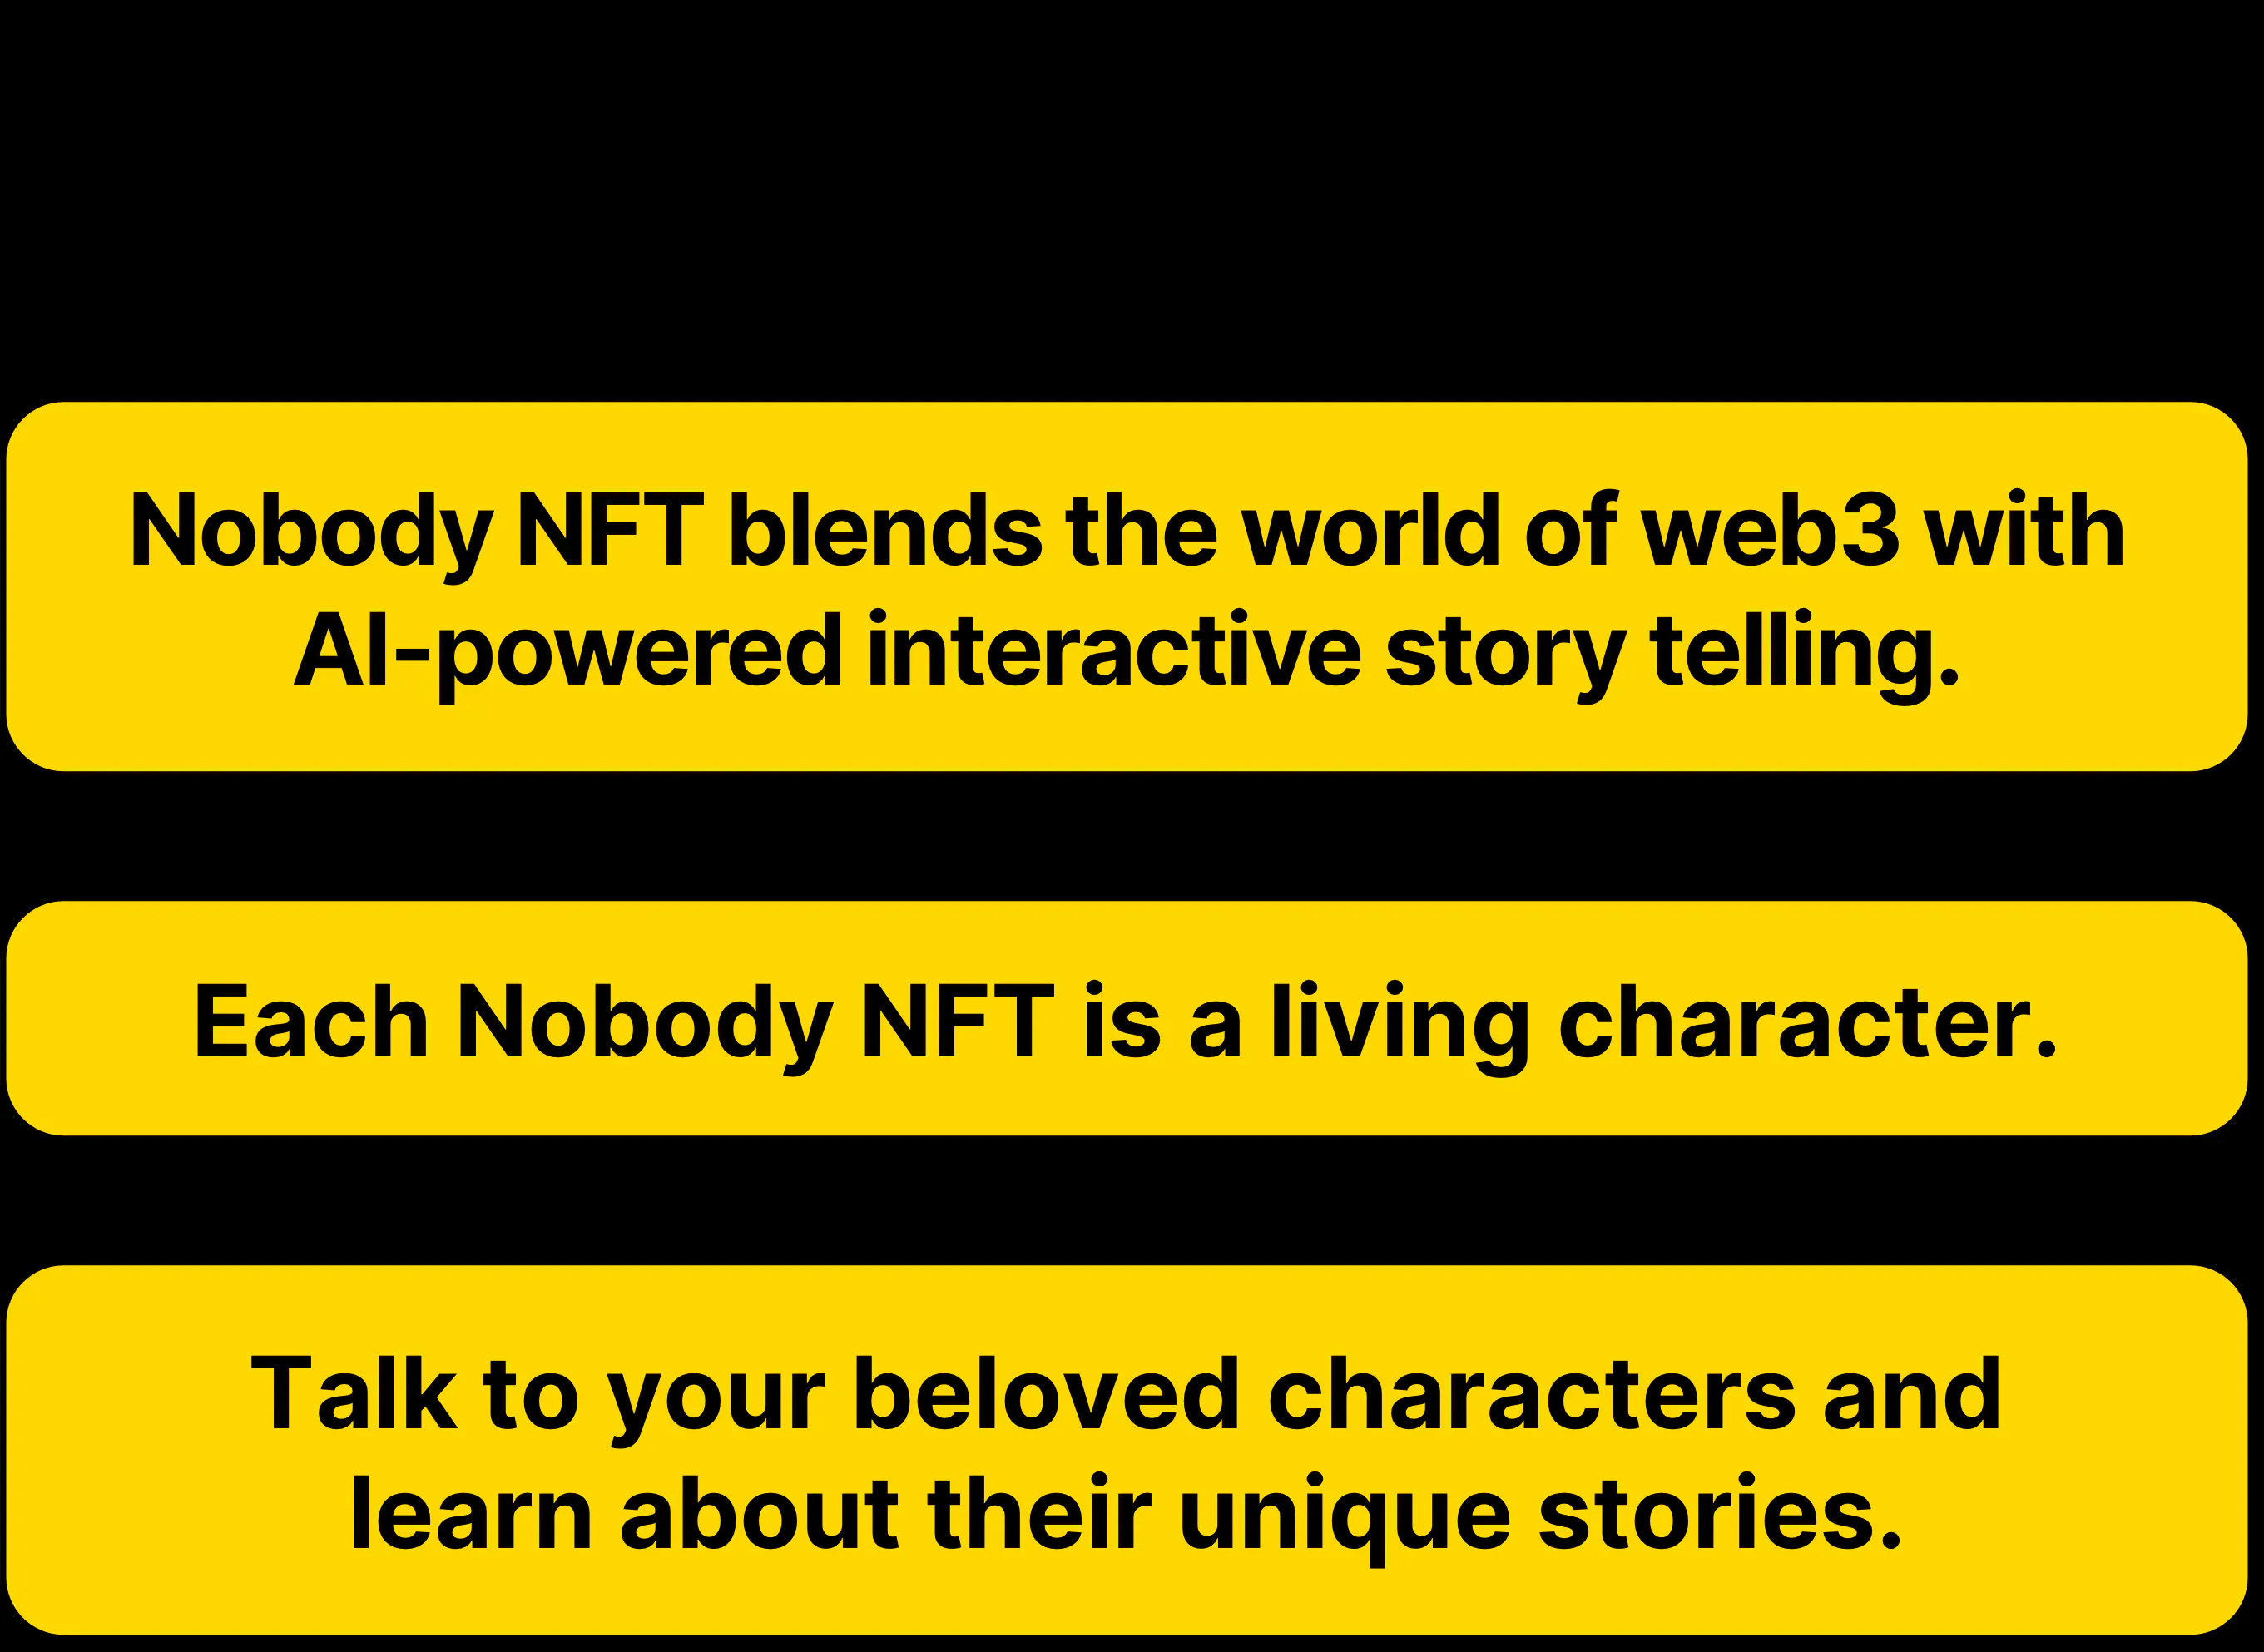 Nobody NFT blends the world of web3 with
AI-powered interactive story telling.
Each Nobody NFT is a living character.
Talk to your beloved characters and
learn about their unique stories.